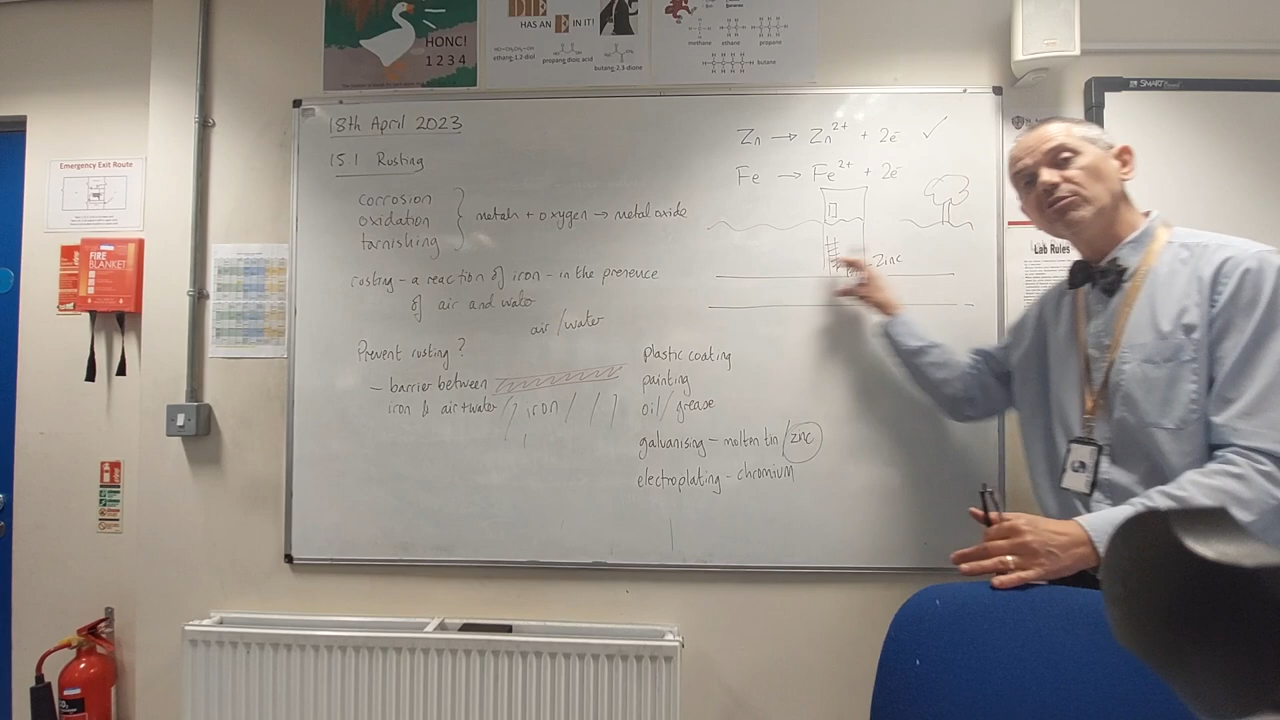 HONC!
1 2 3 4
DIE
HAS AN E IN IT!
ethang-1,2-diol
propang dioic acid
butang-2,3-dione
methane
ethane
propane
butane
SMART
Emergency Exit Route
FIRE
BLANKET
Lab Rules
18th April 2023
15.1 Rusting
corrosion
oxidation
tarnishing
metals + oxygen → metal oxide
rusting - a reaction of iron - in the presence
of air and water
air/water
Prevent rusting?
- barrier between
iron & air+water
iron
plastic coating
painting
oil/grease
galvanising - molten tin/zinc
electroplating - chromium
Zn → Zn²⁺ + 2e⁻ ✓
Fe → Fe²⁺ + 2e⁻
Zinc